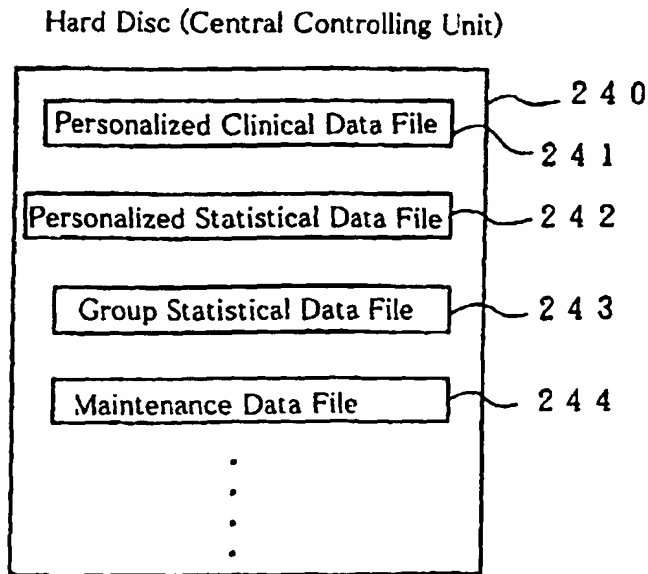 Hard Disc (Central Controlling Unit)
240
Personalized Clinical Data File
241
Personalized Statistical Data File
242
Group Statistical Data File
243
Maintenance Data File
244